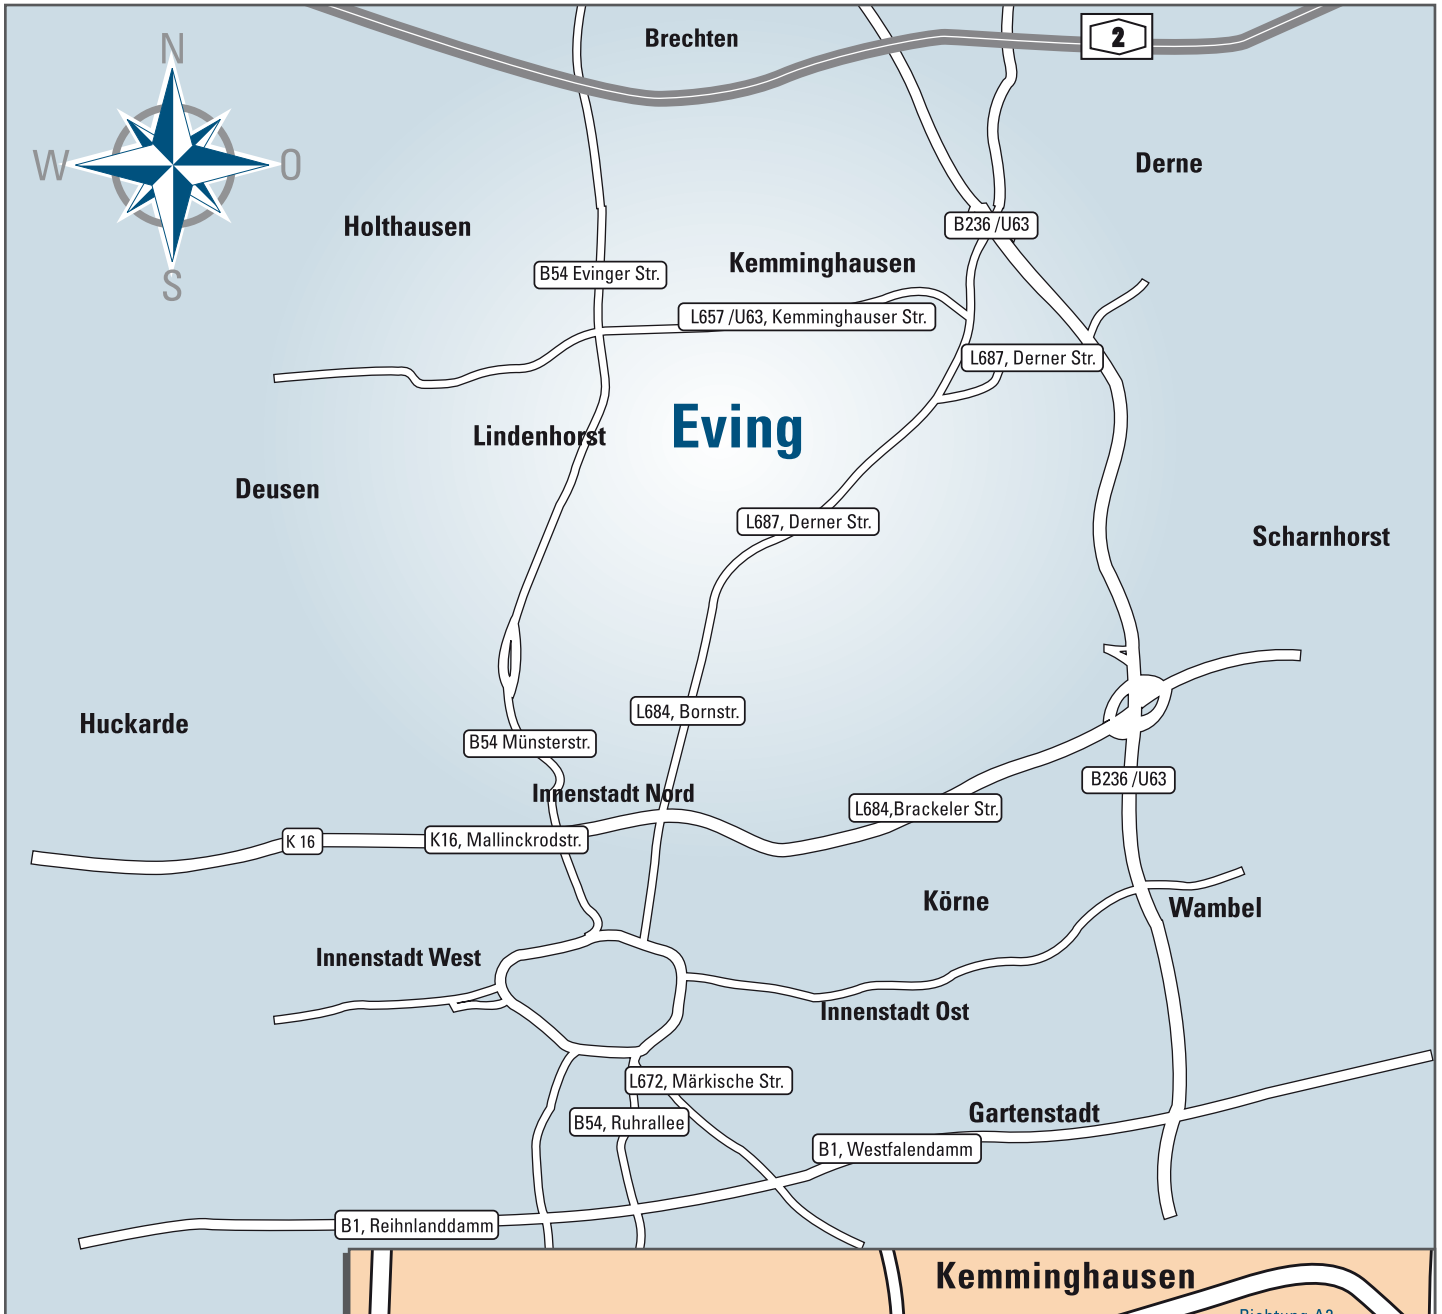 Brechten
2
N
W
O
S
Derne
Holthausen
B236 /U63
Kemminghausen
B54 Evinger Str.
L657 /U63, Kemminghauser Str.
L687, Derner Str.
Eving
Lindenhorst
Deusen
L687, Derner Str.
Scharnhorst
L684, Bornstr.
Huckarde
B54 Münsterstr.
B236 /U63
Innenstadt Nord
L684,Brackeler Str.
K 16
K16, Mallinckrodstr.
Körne
Wambel
Innenstadt West
Innenstadt Ost
L672, Märkische Str.
Gartenstadt
B54, Ruhrallee
B1, Westfalendamm
B1, Reihnlanddamm
Kemminghausen
Richtung A2